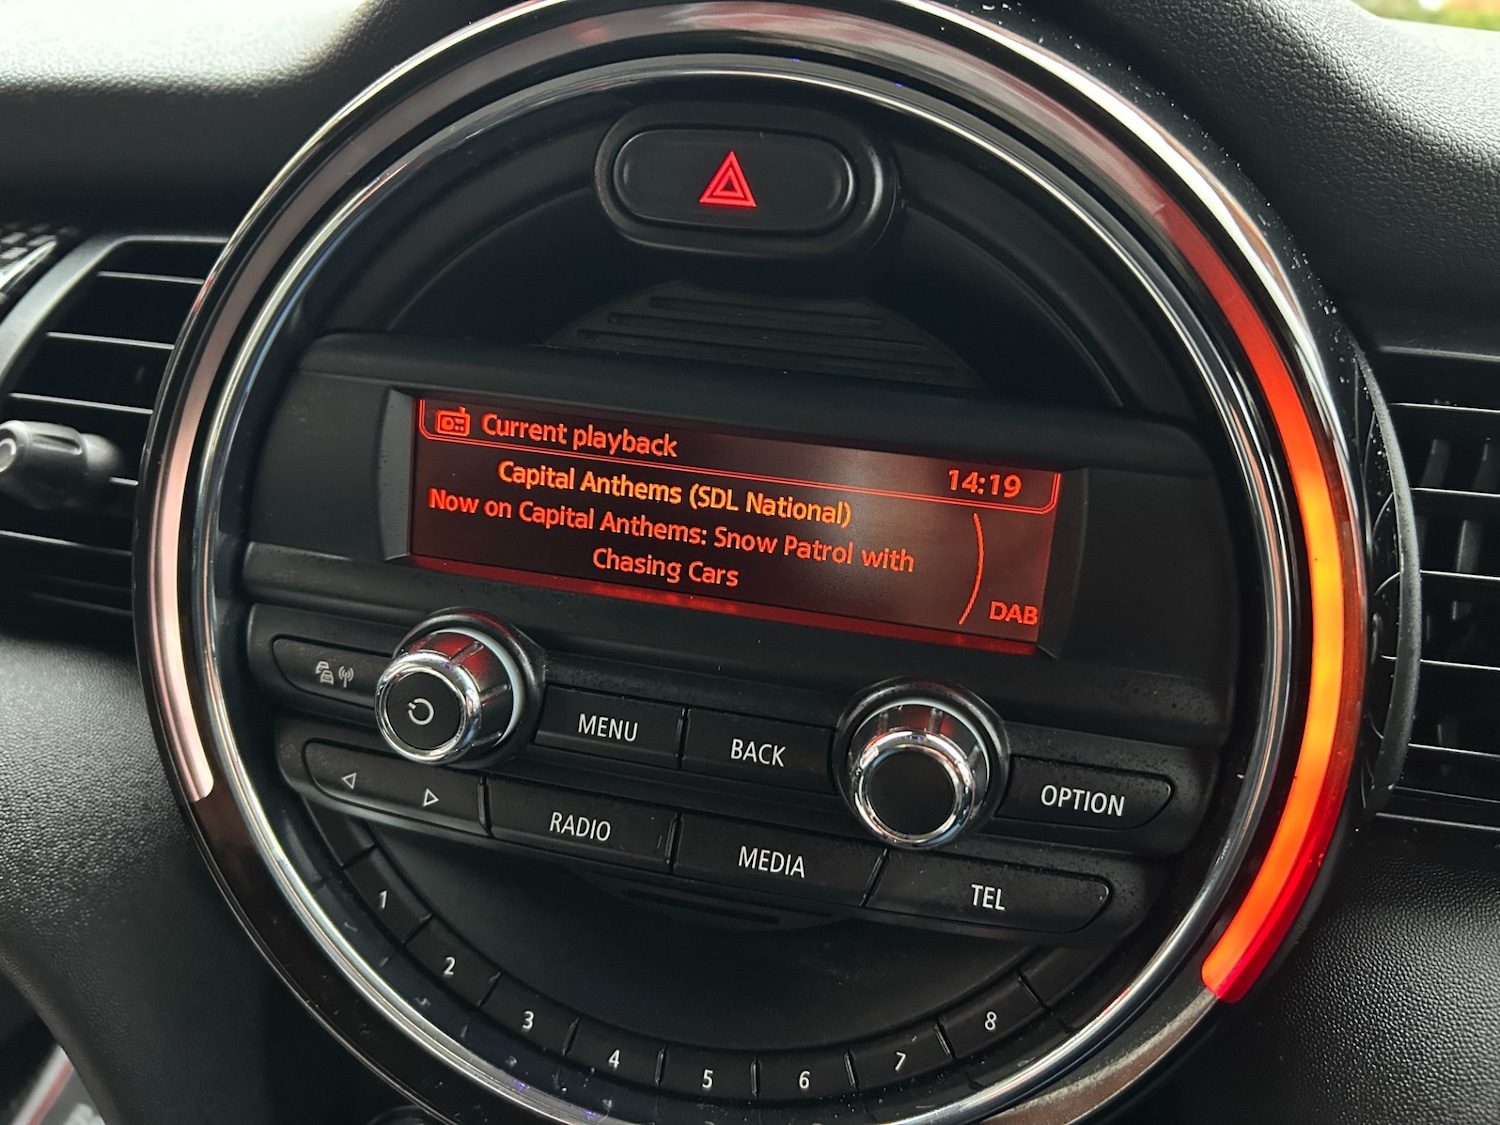 Current playback
14:19
Capital Anthems (SDL National)
Now on Capital Anthems: Snow Patrol with
Chasing Cars
DAB
MENU
BACK
OPTION
RADIO
MEDIA
TEL
1
2
3
4
5
6
7
8